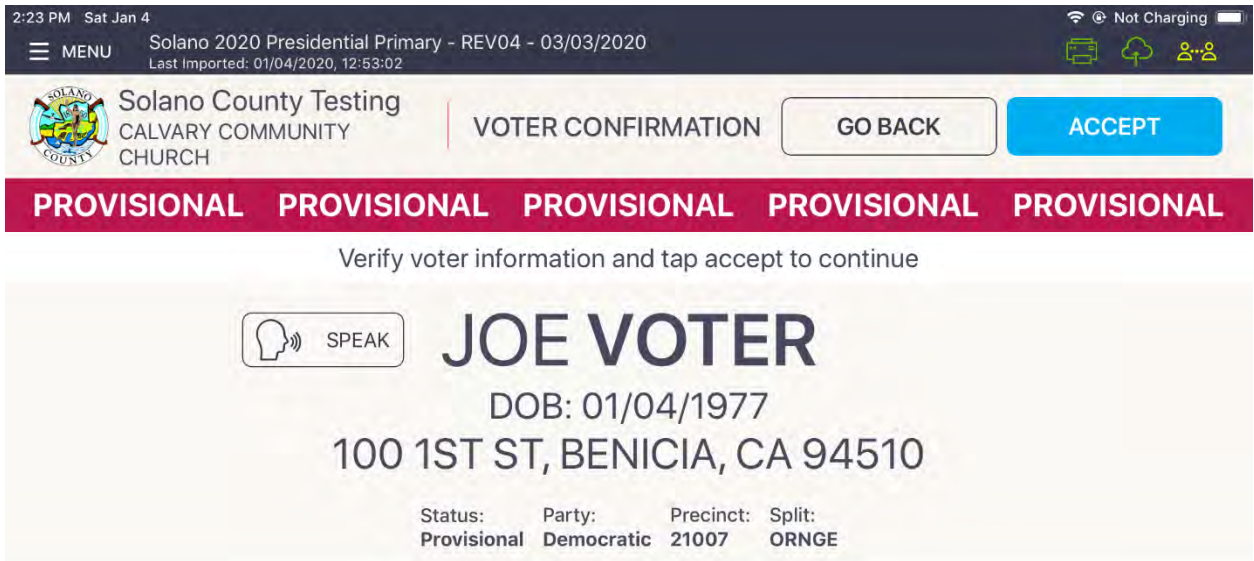 2:23 PM Sat Jan 4
Not Charging
MENU
Solano 2020 Presidential Primary - REV04 - 03/03/2020
Last Imported: 01/04/2020, 12:53:02
SOLANO
COUNTY
Solano County Testing
CALVARY COMMUNITY
CHURCH
VOTER CONFIRMATION
GO BACK
ACCEPT
PROVISIONAL PROVISIONAL PROVISIONAL PROVISIONAL PROVISIONAL
Verify voter information and tap accept to continue
SPEAK
JOE VOTER
DOB: 01/04/1977
100 1ST ST, BENICIA, CA 94510
Status: Party: Precinct: Split:
Provisional Democratic 21007 ORNGE